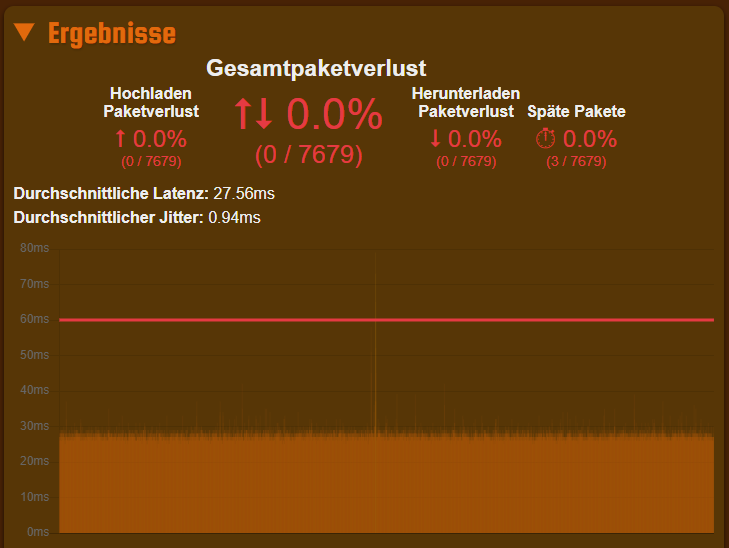 Ergebnisse
Gesamtpaketverlust
Hochladen Paketverlust
↑ 0.0%
(0 / 7679)
↑↓ 0.0%
(0 / 7679)
Herunterladen Paketverlust
↓ 0.0%
(0 / 7679)
Späte Pakete
0.0%
(3 / 7679)
Durchschnittliche Latenz: 27.56ms
Durchschnittlicher Jitter: 0.94ms
80ms
70ms
60ms
50ms
40ms
30ms
20ms
10ms
0ms